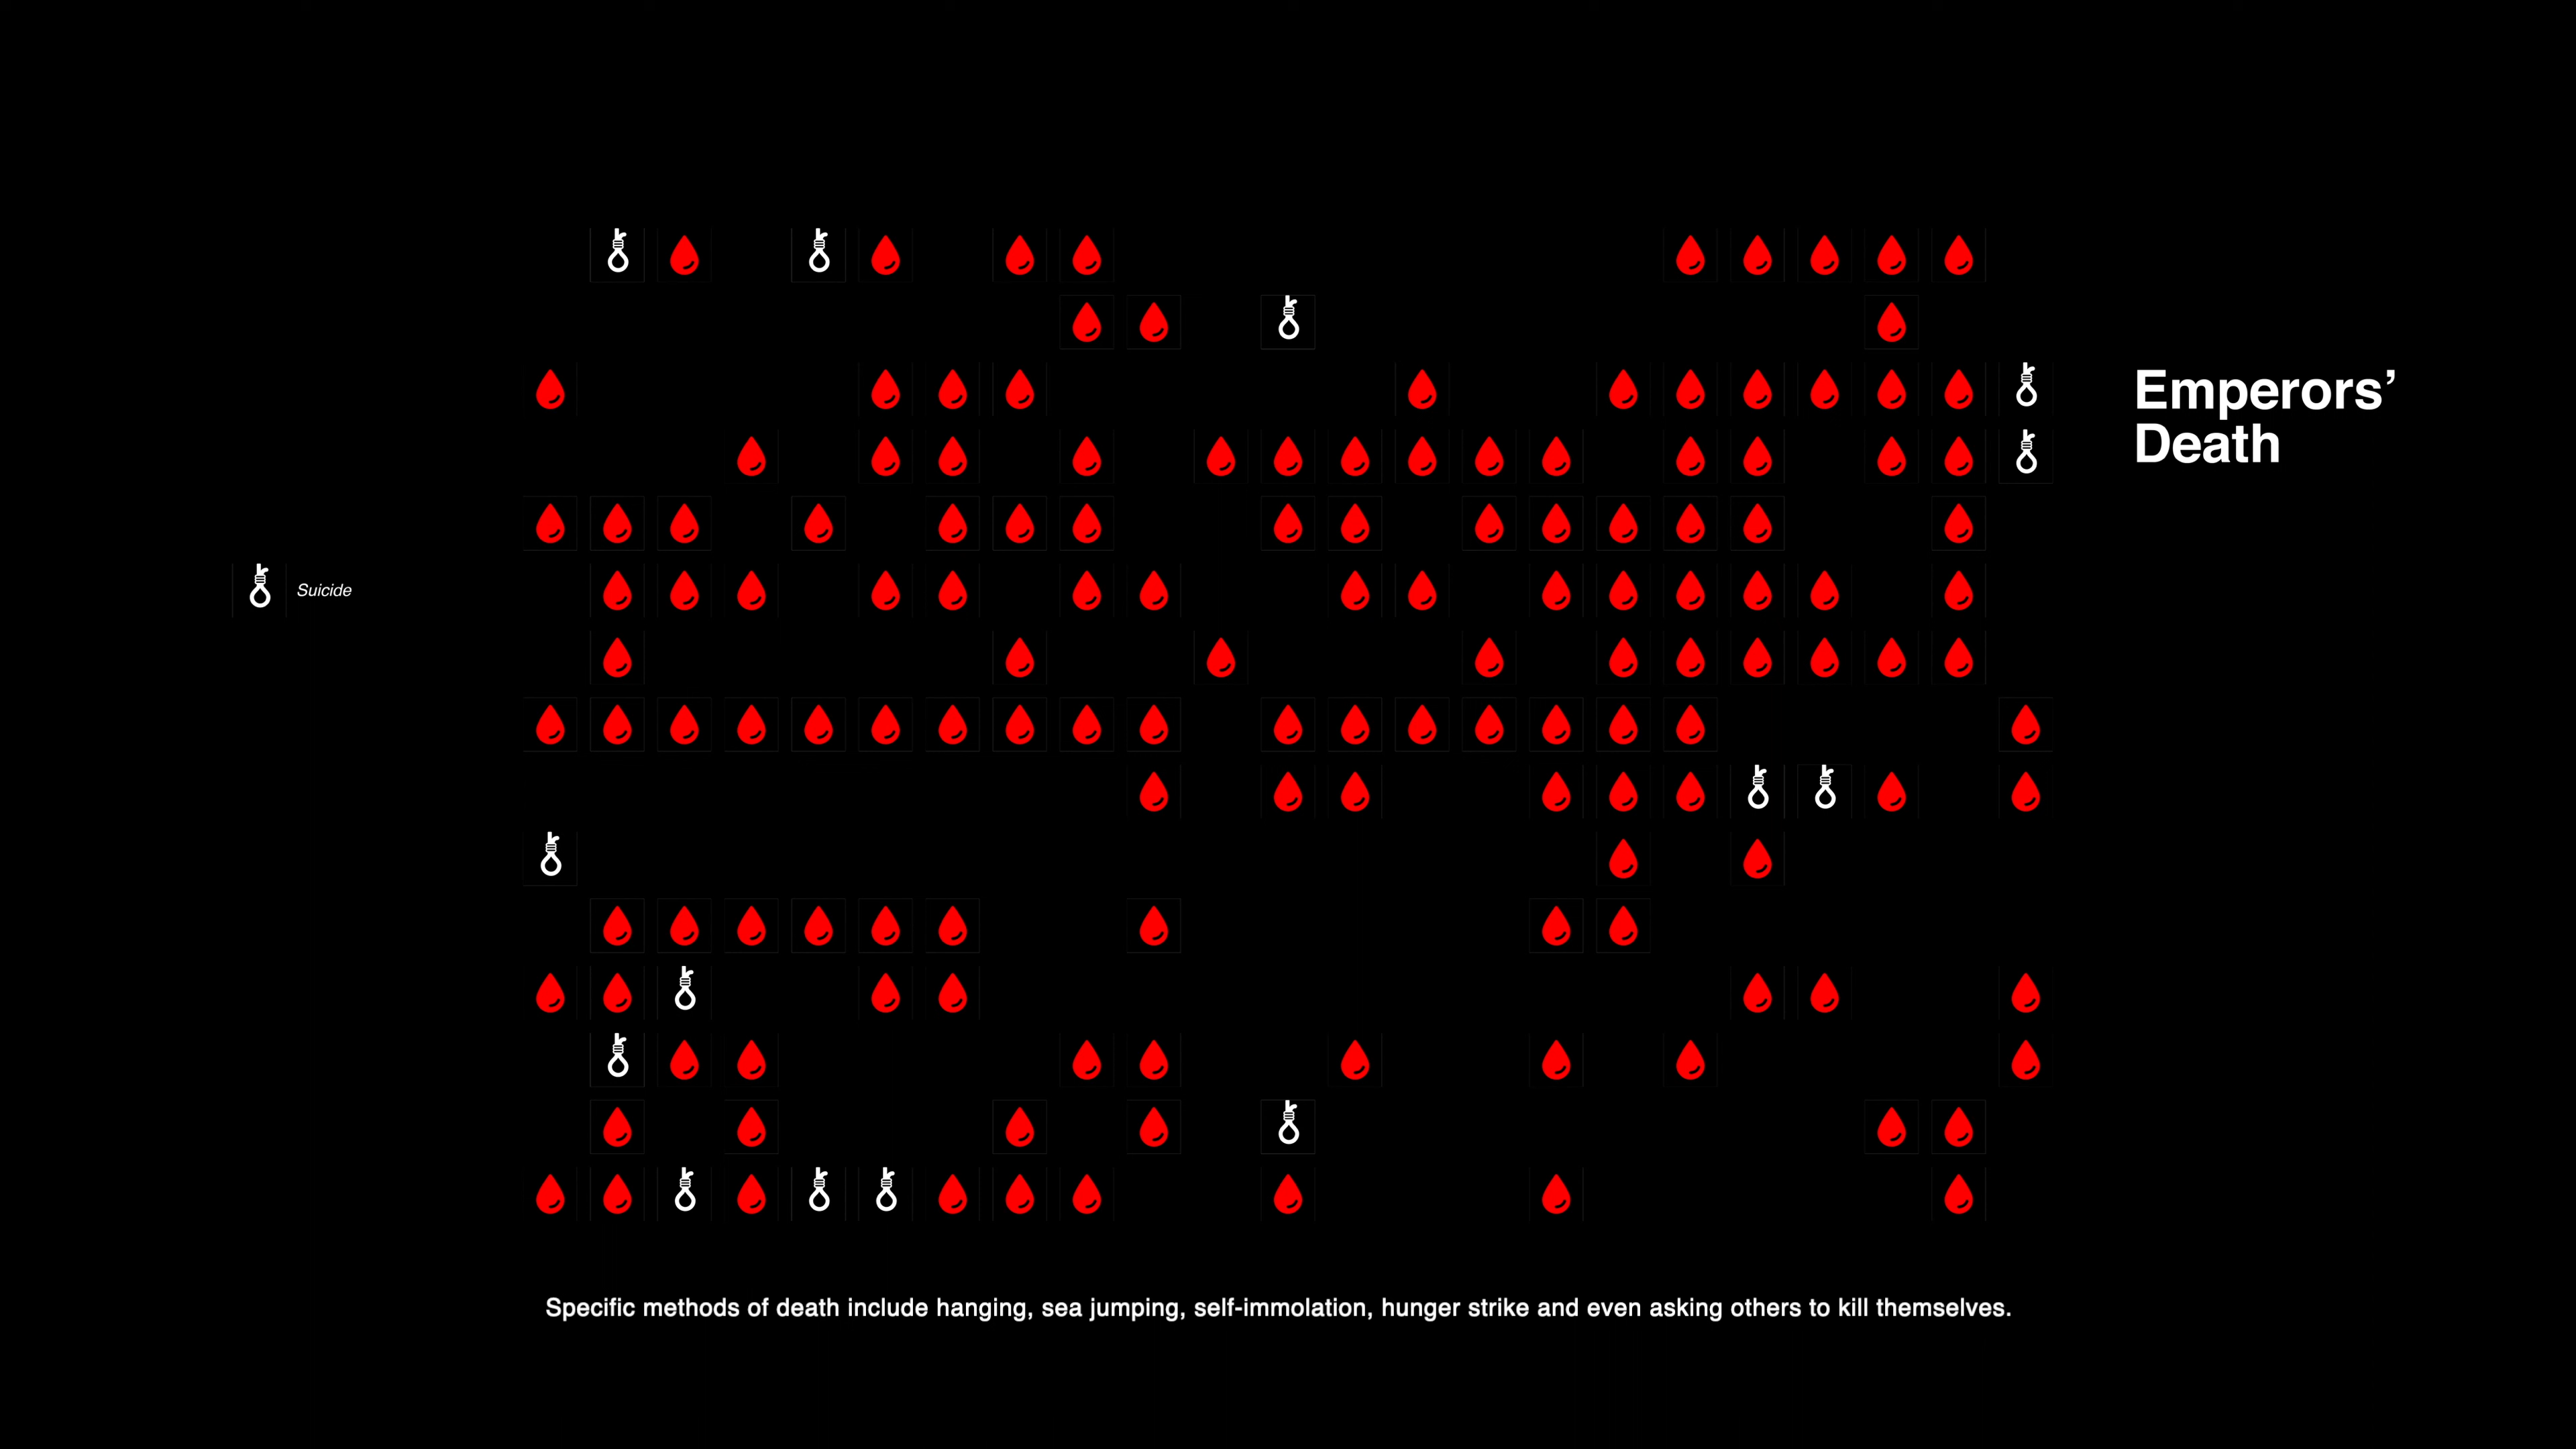 Emperors’
Death
Suicide
Specific methods of death include hanging, sea jumping, self-immolation, hunger strike and even asking others to kill themselves.